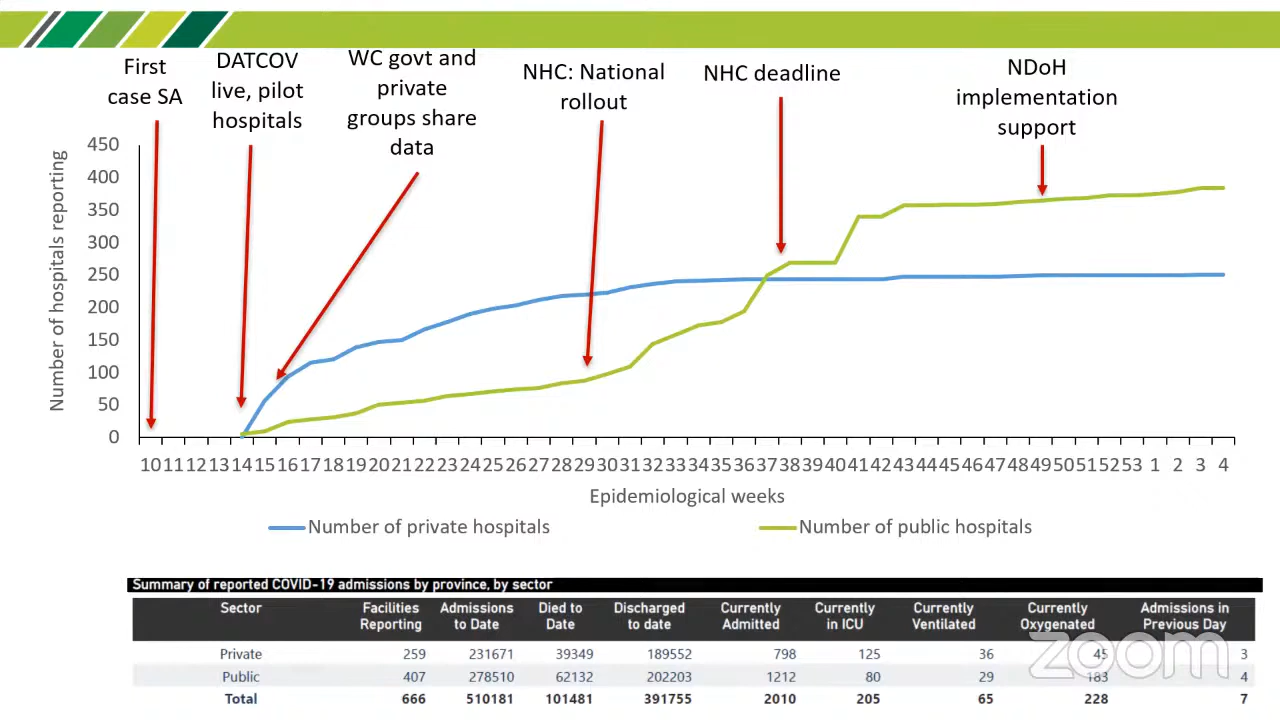 First
case SA
DATCOV
live, pilot
hospitals
WC govt and
private
groups share
data
NHC: National
rollout
NHC deadline
NDoH
implementation
support
Number of hospitals reporting
450
400
350
300
250
200
150
100
50
0
10 11 12 13 14 15 16 17 18 19 20 21 22 23 24 25 26 27 28 29 30 31 32 33 34 35 36 37 38 39 40 41 42 43 44 45 46 47 48 49 50 51 52 53 1 2 3 4
Epidemiological weeks
Number of private hospitals
Number of public hospitals
Summary of reported COVID-19 admissions by province, by sector
Sector Facilities Reporting Admissions to Date Died to Date Discharged to date Currently Admitted Currently in ICU Currently Ventilated Currently Oxygenated Admissions in Previous Day
Private 259 231671 39349 189552 798 125 36 45 3
Public 407 278510 62132 202203 1212 80 29 183 4
Total 666 510181 101481 391755 2010 205 65 228 7
zoom